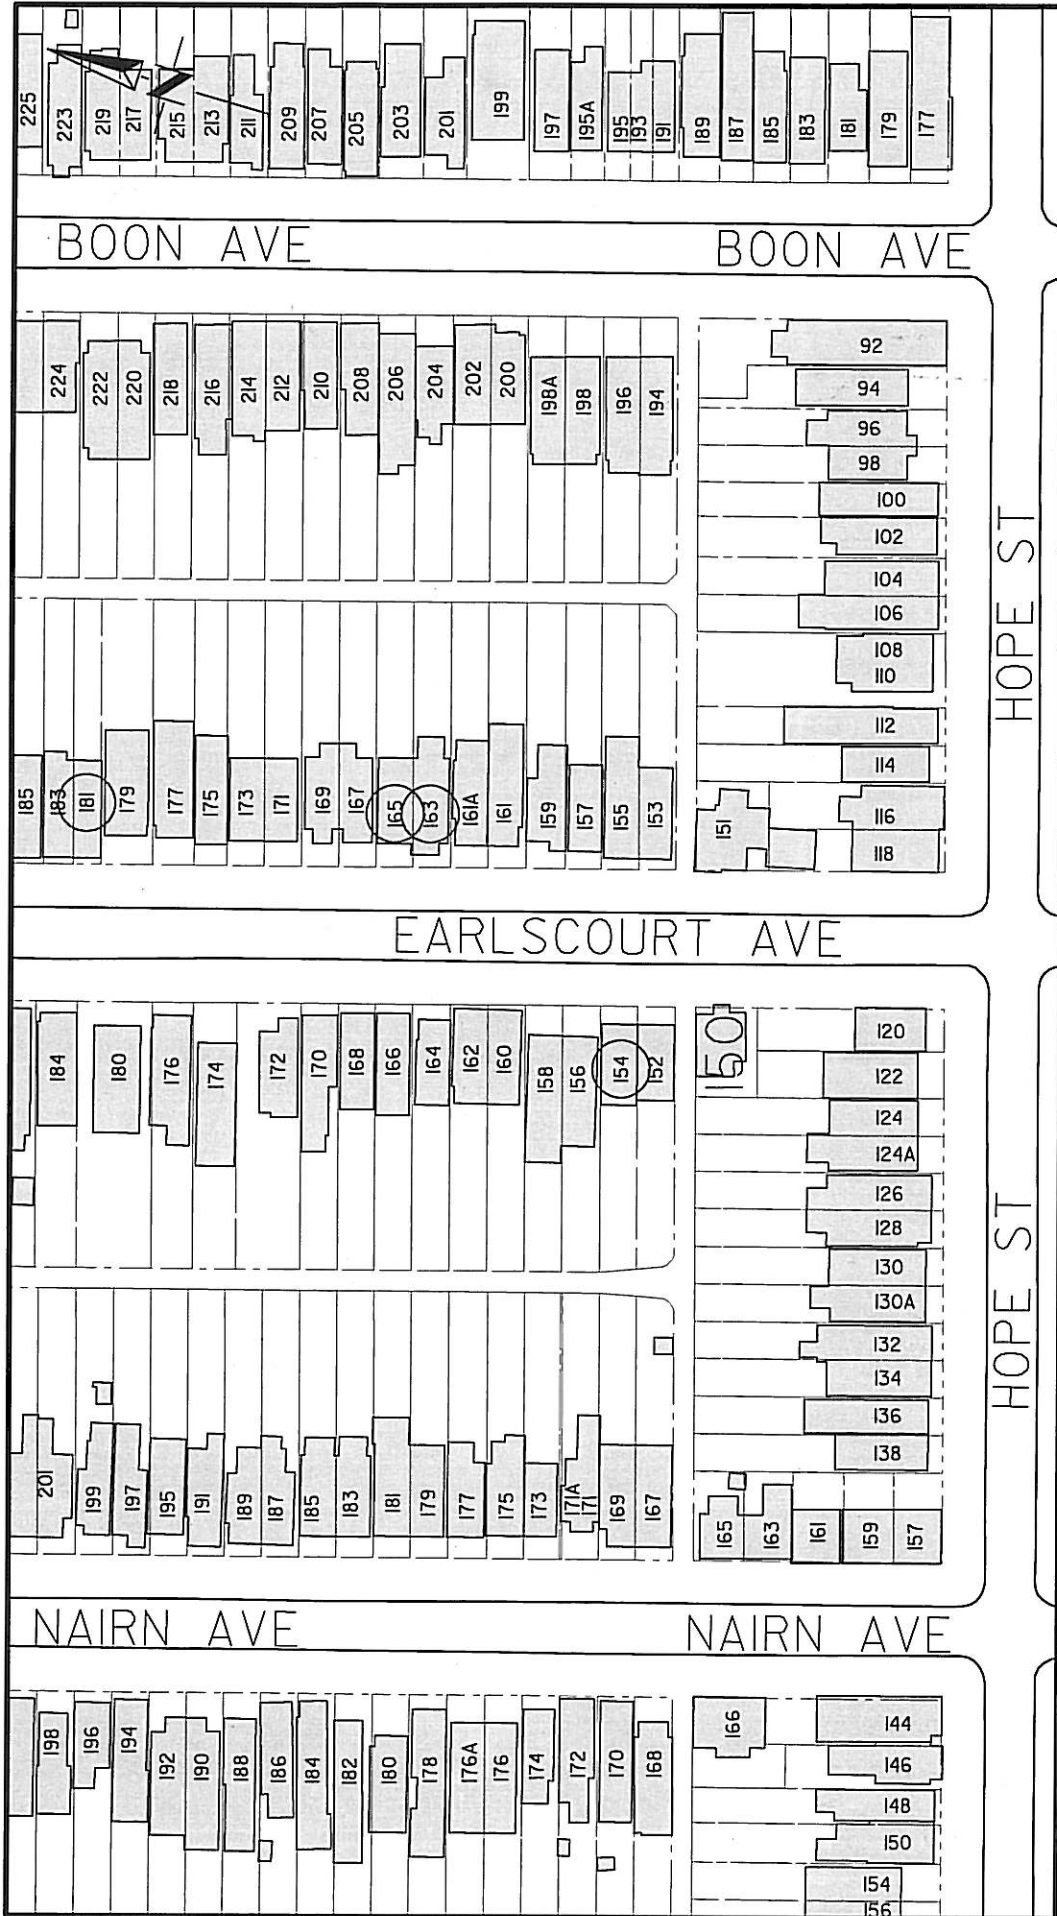 225 223 219 217 215 213 211 209 207 205 203 201 199 197 195A 195 193 191 189 187 185 183 181 179 177
BOON AVE BOON AVE
224 222 220 218 216 214 212 210 208 206 204 202 200 198A 198 196 194
92
94
96
98
100
102
104
106
108
110
112
114
116
118
HOPE ST
185 183 181 179 177 175 173 171 169 167 165 163 161A 161 159 157 155 153 151
EARLSCOURT AVE
184 180 176 174 172 170 168 166 164 162 160 158 156 154 152 150
120
122
124
124A
126
128
130
130A
132
134
136
138
HOPE ST
201 199 197 195 191 189 187 185 183 181 179 177 175 173 171A 171 169 167 165 163 161 159 157
NAIRN AVE NAIRN AVE
198 196 194 192 190 188 186 184 182 180 178 176A 176 174 172 170 168 166
144
146
148
150
154
156